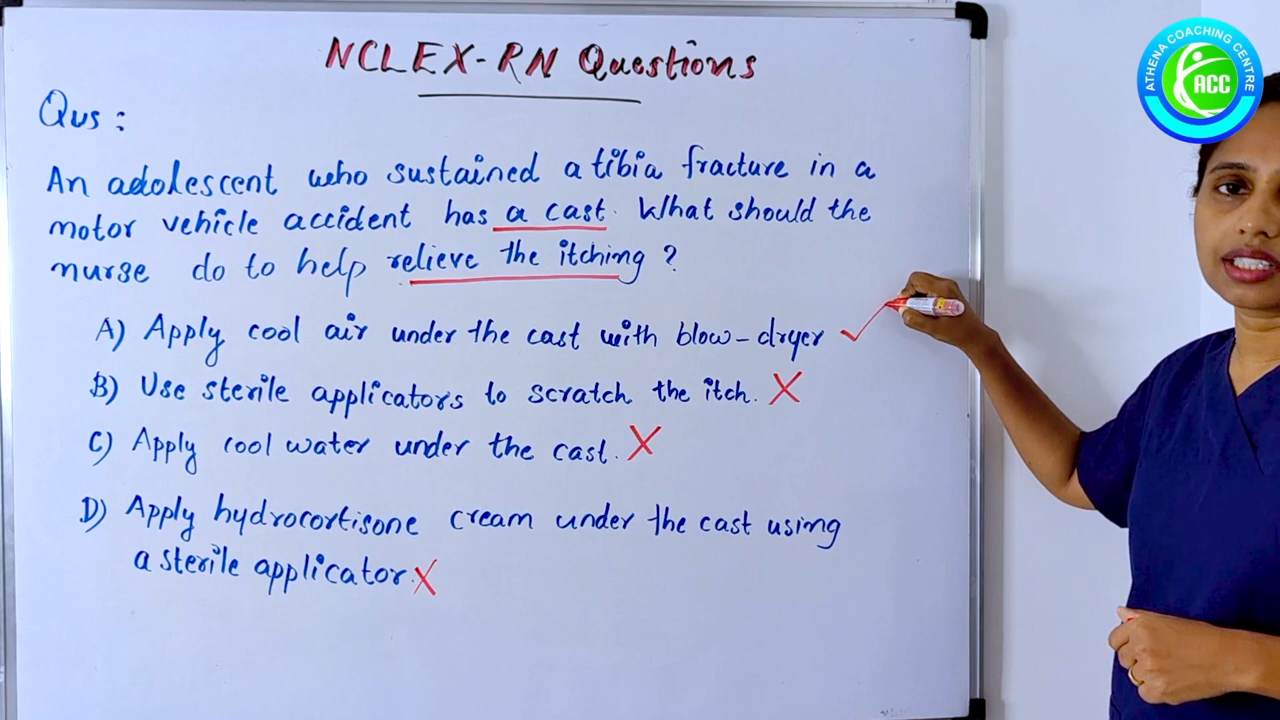 NCLEX-RN Questions
Qus:
An adolescent who sustained a tibia fracture in a
motor vehicle accident has a cast. What should the
nurse do to help relieve the itching?
A) Apply cool air under the cast with blow-dryer
B) Use sterile applicators to scratch the itch.
C) Apply cool water under the cast.
D) Apply hydrocortisone cream under the cast using
a sterile applicator.
ATHENA COACHING CENTRE
ACC